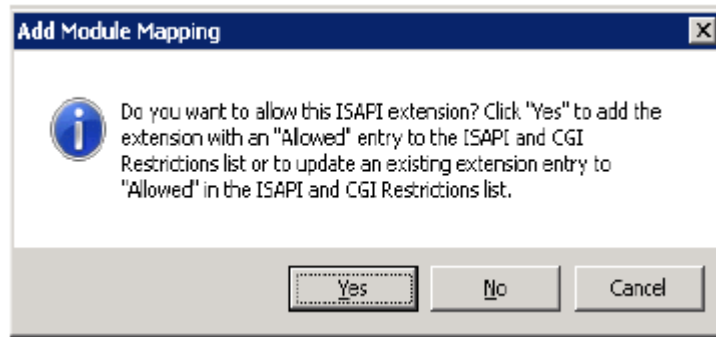 Add Module Mapping
Do you want to allow this ISAPI extension? Click "Yes" to add the
extension with an "Allowed" entry to the ISAPI and CGI
Restrictions list or to update an existing extension entry to
"Allowed" in the ISAPI and CGI Restrictions list.
Yes No Cancel